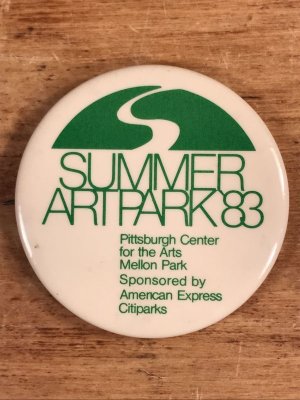 SUMMER
ARTPARK'83
Pittsburgh Center
for the Arts
Mellon Park
Sponsored by
American Express
Citiparks